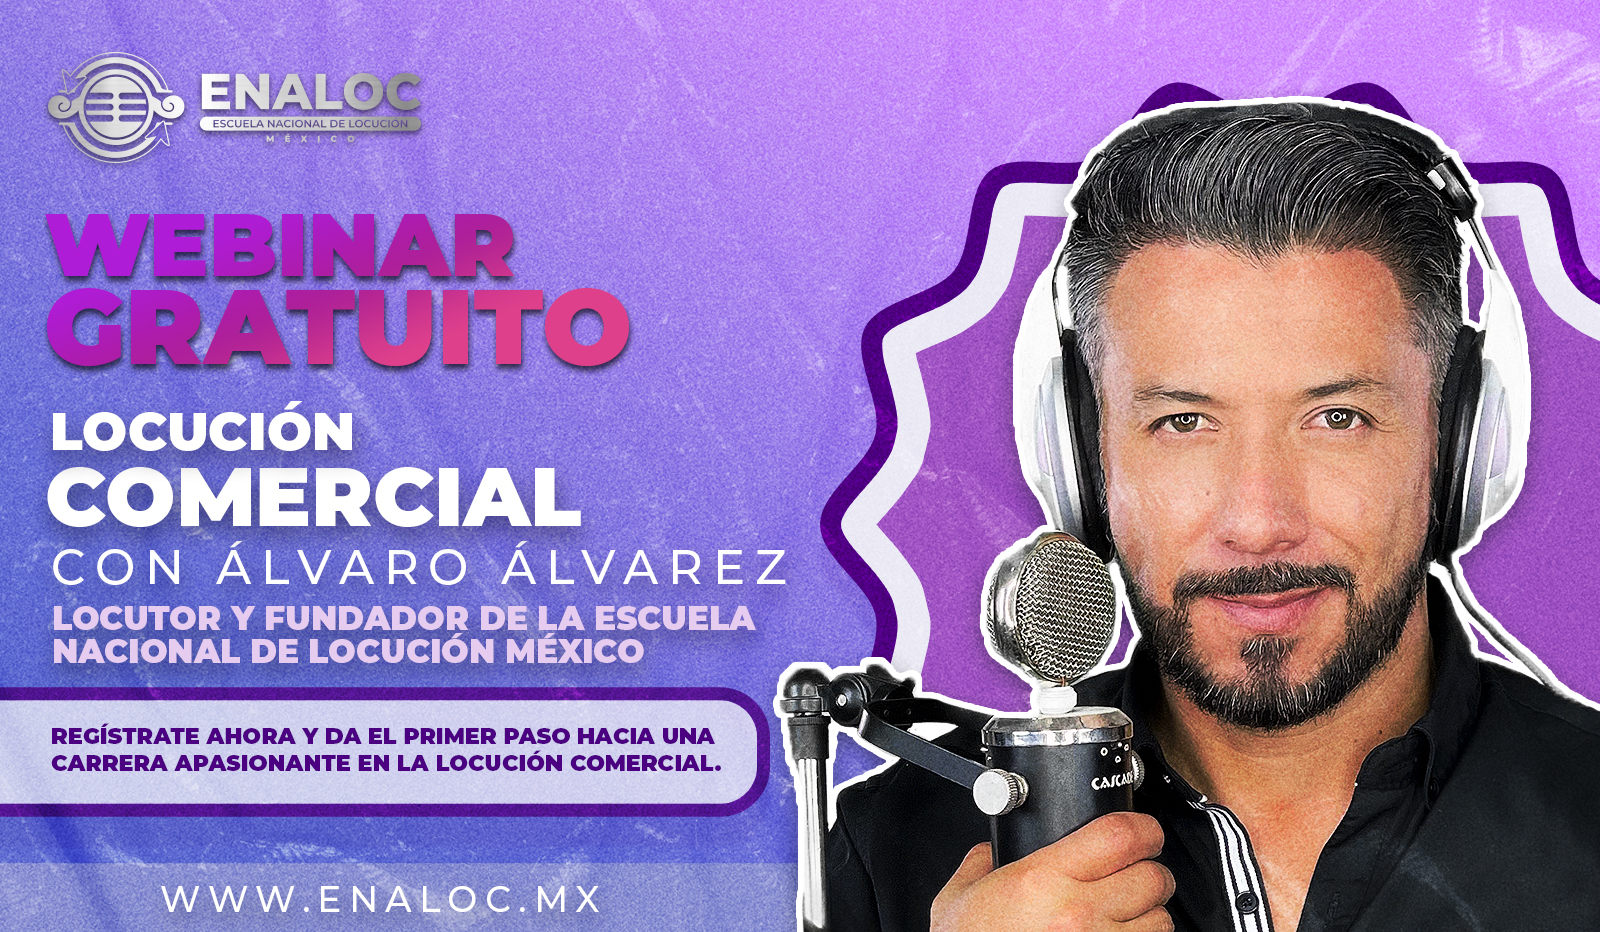 ENALOC
ESCUELA NACIONAL DE LOCUCIÓN
MÉXICO
WEBINAR
GRATUITO
LOCUCIÓN
COMERCIAL
CON ÁLVARO ÁLVAREZ
LOCUTOR Y FUNDADOR DE LA ESCUELA
NACIONAL DE LOCUCIÓN MÉXICO
REGÍSTRATE AHORA Y DA EL PRIMER PASO HACIA UNA
CARRERA APASIONANTE EN LA LOCUCIÓN COMERCIAL.
WWW.ENALOC.MX